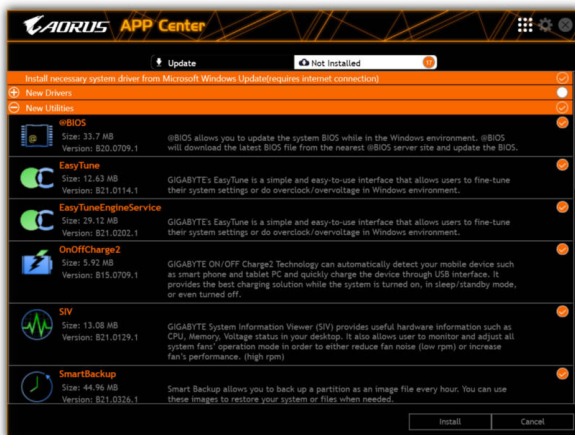 AORUS APP Center
Update
Not Installed
17
Install necessary system driver from Microsoft Windows Update(requires internet connection)
New Drivers
New Utilities
@BIOS
Size: 33.7 MB
Version: B20.0709.1
@BIOS allows you to update the system BIOS while in the Windows environment. @BIOS
will download the latest BIOS file from the nearest @BIOS server site and update the BIOS.
EasyTune
Size: 12.63 MB
Version: B21.0114.1
GIGABYTE's EasyTune is a simple and easy-to-use interface that allows users to fine-tune
their system settings or do overclock/overvoltage in Windows environment.
EasyTuneEngineService
Size: 29.12 MB
Version: B21.0202.1
GIGABYTE's EasyTune is a simple and easy-to-use interface that allows users to fine-tune
their system settings or do overclock/overvoltage in Windows environment.
OnOffCharge2
Size: 5.92 MB
Version: B15.0709.1
GIGABYTE ON/OFF Charge2 Technology can automatically detect your mobile device such
as smart phone and tablet PC and quickly charge the device through USB interface. It
provides the best charging solution while the system is turned on, in sleep/standby mode,
or even turned off.
SIV
Size: 13.08 MB
Version: B21.0129.1
GIGABYTE System Information Viewer (SIV) provides useful hardware information such as
CPU, Memory, Voltage status in your desktop. It also allows user to monitor and adjust all
system fans' operation mode in order to either reduce fan noise (low rpm) or increase
fan's performance. (high rpm)
SmartBackup
Size: 44.96 MB
Version: B21.0326.1
Smart Backup allows you to back up a partition as an image file every hour. You can use
these images to restore your system or files when needed.
Install
Cancel